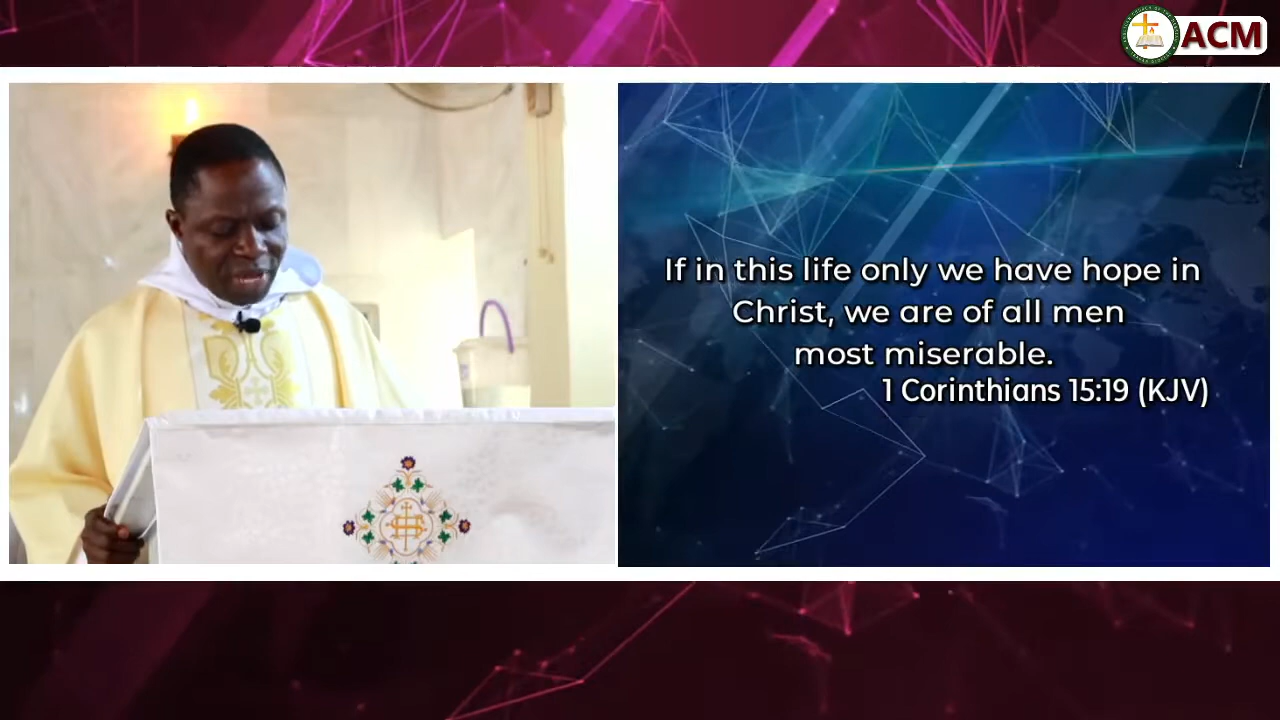 ACM
If in this life only we have hope in
Christ, we are of all men
most miserable.
1 Corinthians 15:19 (KJV)